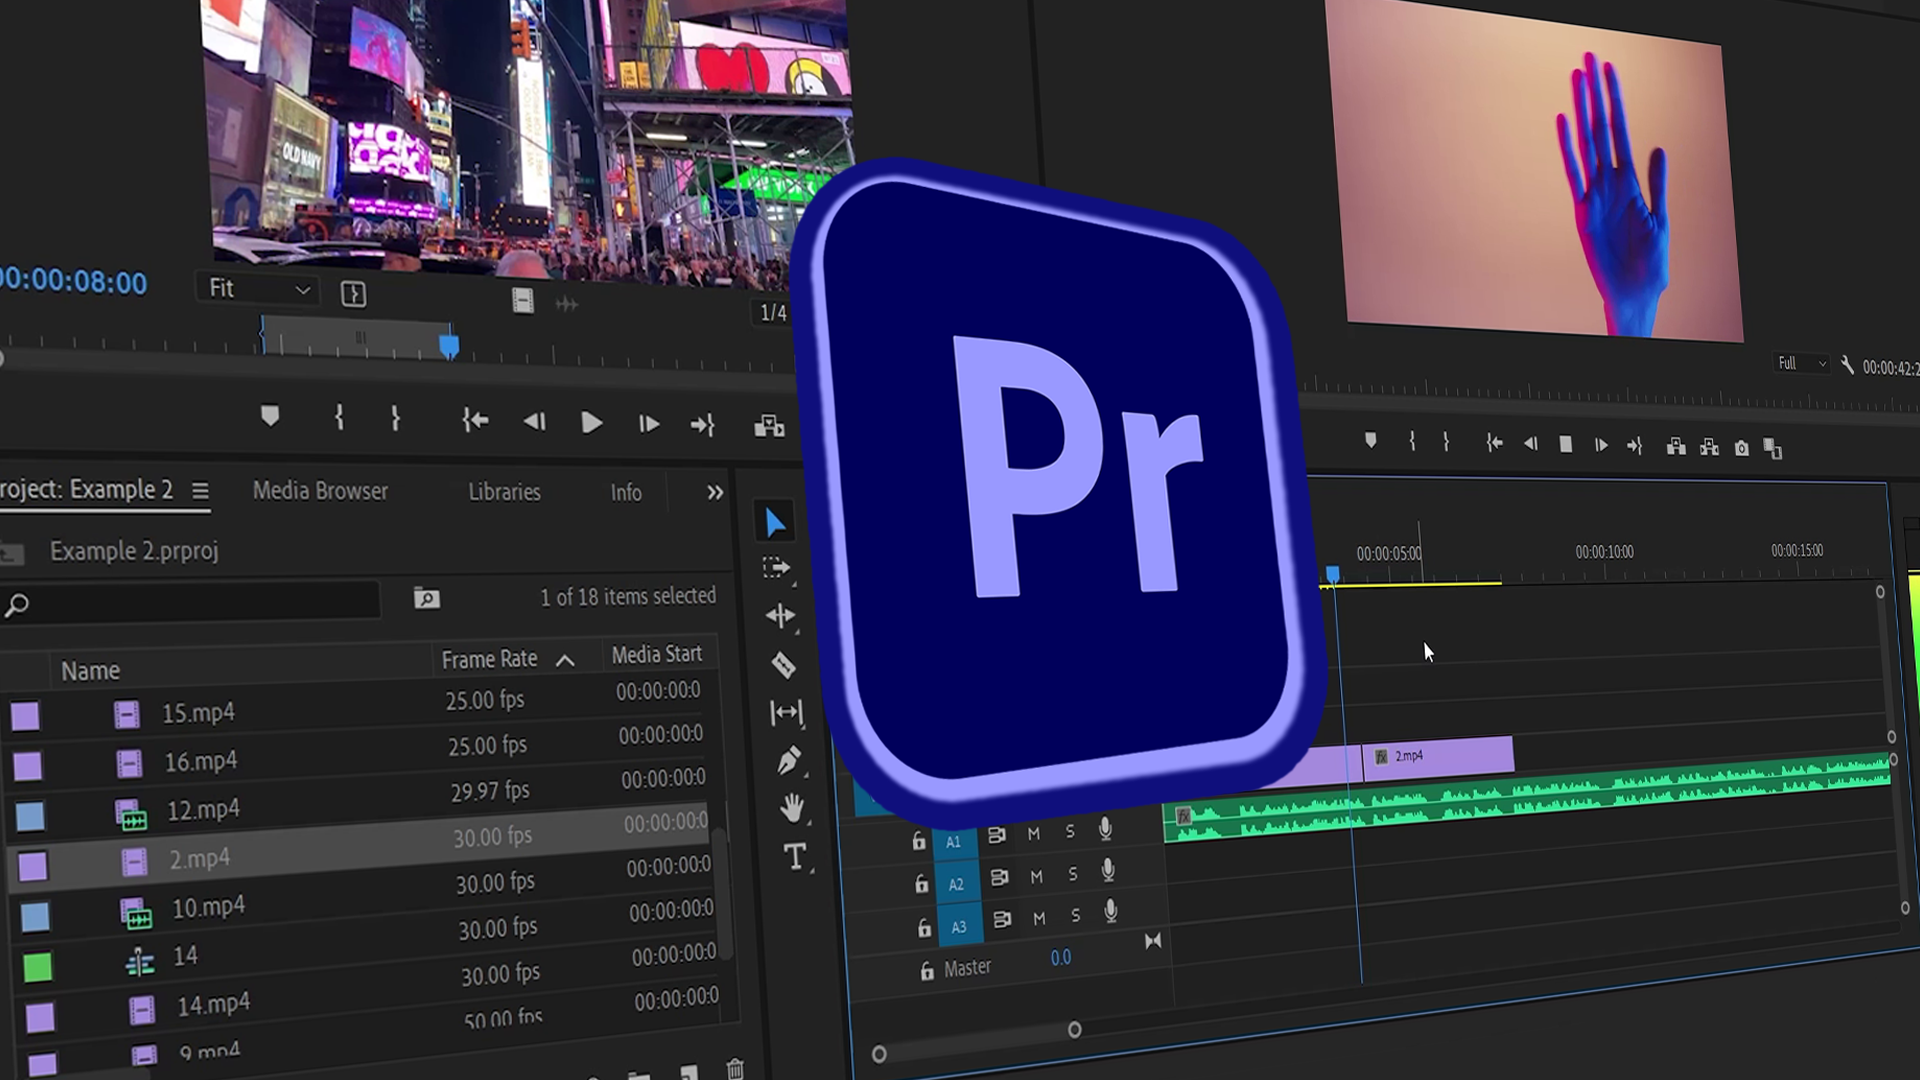 OLD NAVY
00:00:08:00
Fit
1/4
Full
00:00:42:2
Pr
roject: Example 2
Media Browser
Libraries
Info
Example 2.prproj
1 of 18 items selected
Name
Frame Rate
Media Start
15.mp4
25.00 fps
00:00:00:0
16.mp4
25.00 fps
00:00:00:0
12.mp4
29.97 fps
00:00:00:0
2.mp4
30.00 fps
00:00:00:0
10.mp4
30.00 fps
00:00:00:0
14
30.00 fps
00:00:00:0
14.mp4
30.00 fps
00:00:00:0
9.mp4
50.00 fps
00:00:00:0
T
00:00:05:00
00:00:10:00
00:00:15:00
fx
2.mp4
fx
A1
M
S
A2
M
S
A3
M
S
Master
0.0